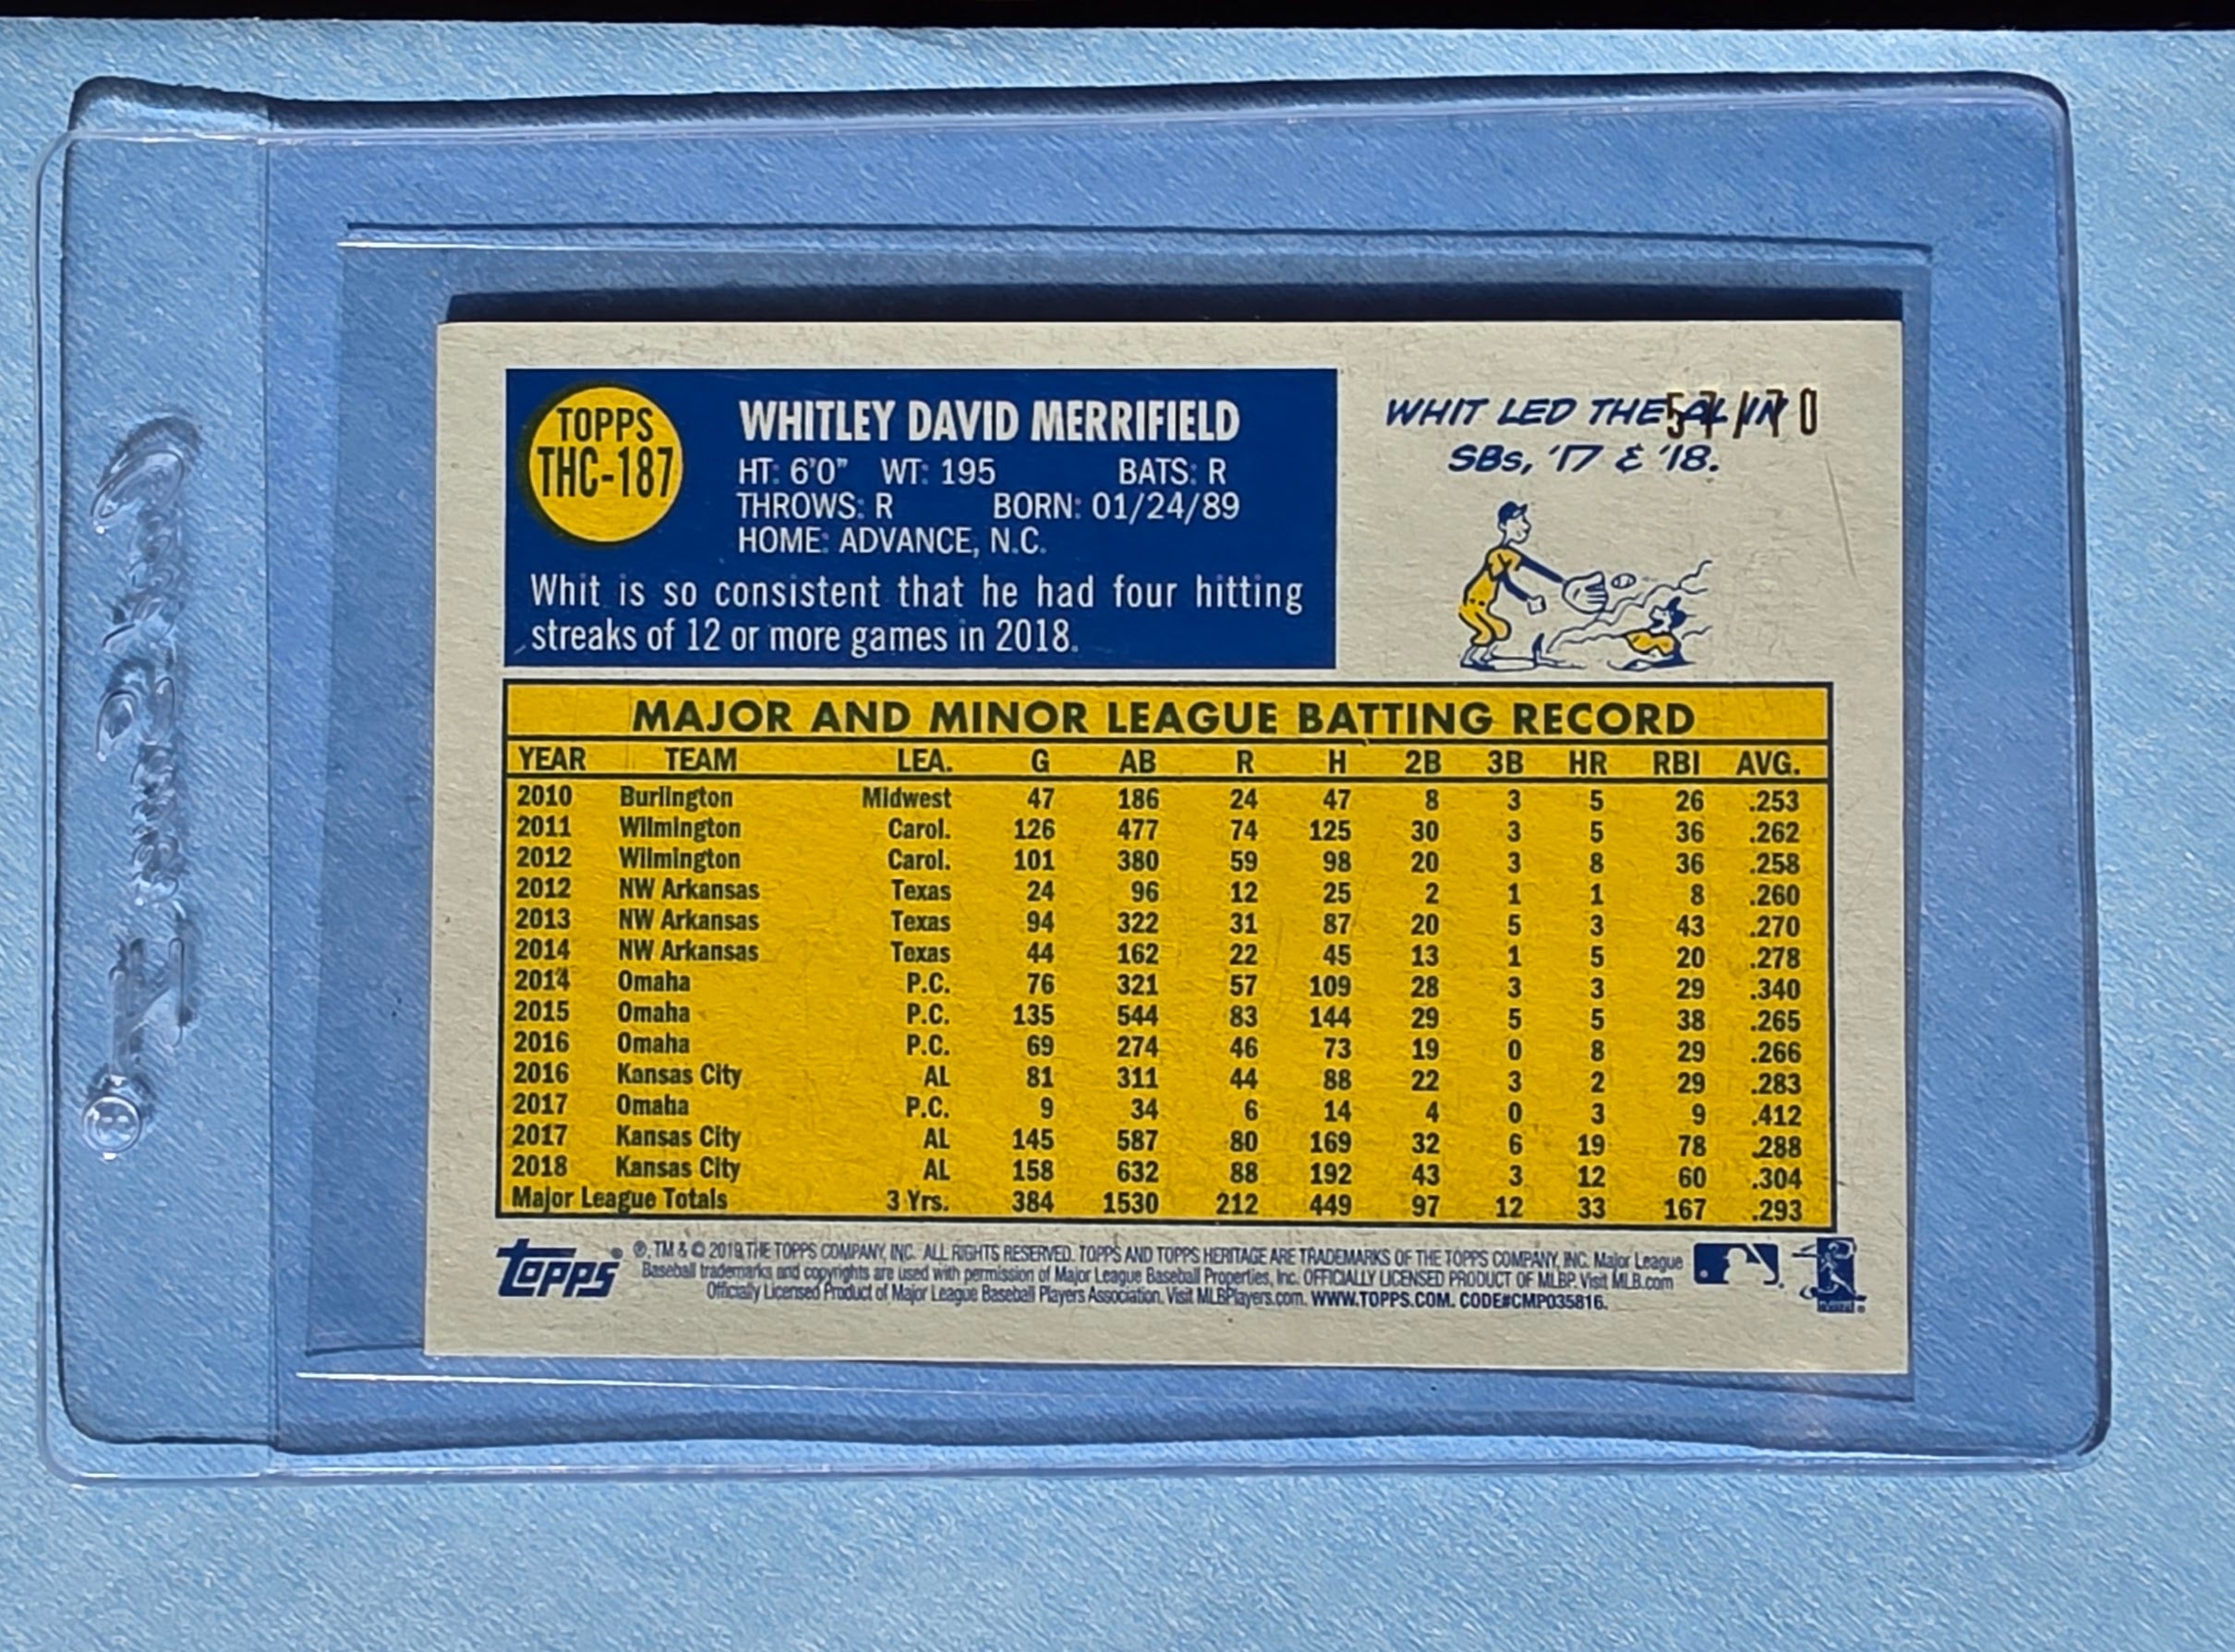 TOPPS
THC-187
WHITLEY DAVID MERRIFIELD
HT: 6'0" WT: 195 BATS: R
THROWS: R BORN: 01/24/89
HOME: ADVANCE, N.C.
Whit is so consistent that he had four hitting
streaks of 12 or more games in 2018.
WHIT LED THE AL IN
SBs, '17 & '18.
57/70
MAJOR AND MINOR LEAGUE BATTING RECORD
YEAR TEAM LEA. G AB R H 2B 3B HR RBI AVG.
2010 Burlington Midwest 47 186 24 47 8 3 5 26 .253
2011 Wilmington Carol. 126 477 74 125 30 3 5 36 .262
2012 Wilmington Carol. 101 380 59 98 20 3 8 36 .258
2012 NW Arkansas Texas 24 96 12 25 2 1 1 8 .260
2013 NW Arkansas Texas 94 322 31 87 20 5 3 43 .270
2014 NW Arkansas Texas 44 162 22 45 13 1 5 20 .278
2014 Omaha P.C. 76 321 57 109 28 3 3 29 .340
2015 Omaha P.C. 135 544 83 144 29 5 5 38 .265
2016 Omaha P.C. 69 274 46 73 19 0 8 29 .266
2016 Kansas City AL 81 311 44 88 22 3 2 29 .283
2017 Omaha P.C. 9 34 6 14 4 0 3 9 .412
2017 Kansas City AL 145 587 80 169 32 6 19 78 .288
2018 Kansas City AL 158 632 88 192 43 3 12 60 .304
Major League Totals 3 Yrs. 384 1530 212 449 97 12 33 167 .293
topps® ®, TM & © 2019 THE TOPPS COMPANY, INC. ALL RIGHTS RESERVED. TOPPS AND TOPPS HERITAGE ARE TRADEMARKS OF THE TOPPS COMPANY, INC. Major League
Baseball trademarks and copyrights are used with permission of Major League Baseball Properties, Inc. OFFICIALLY LICENSED PRODUCT OF MLBP. Visit MLB.com
Officially Licensed Product of Major League Baseball Players Association. Visit MLBPlayers.com. WWW.TOPPS.COM. CODE#CMP035816.